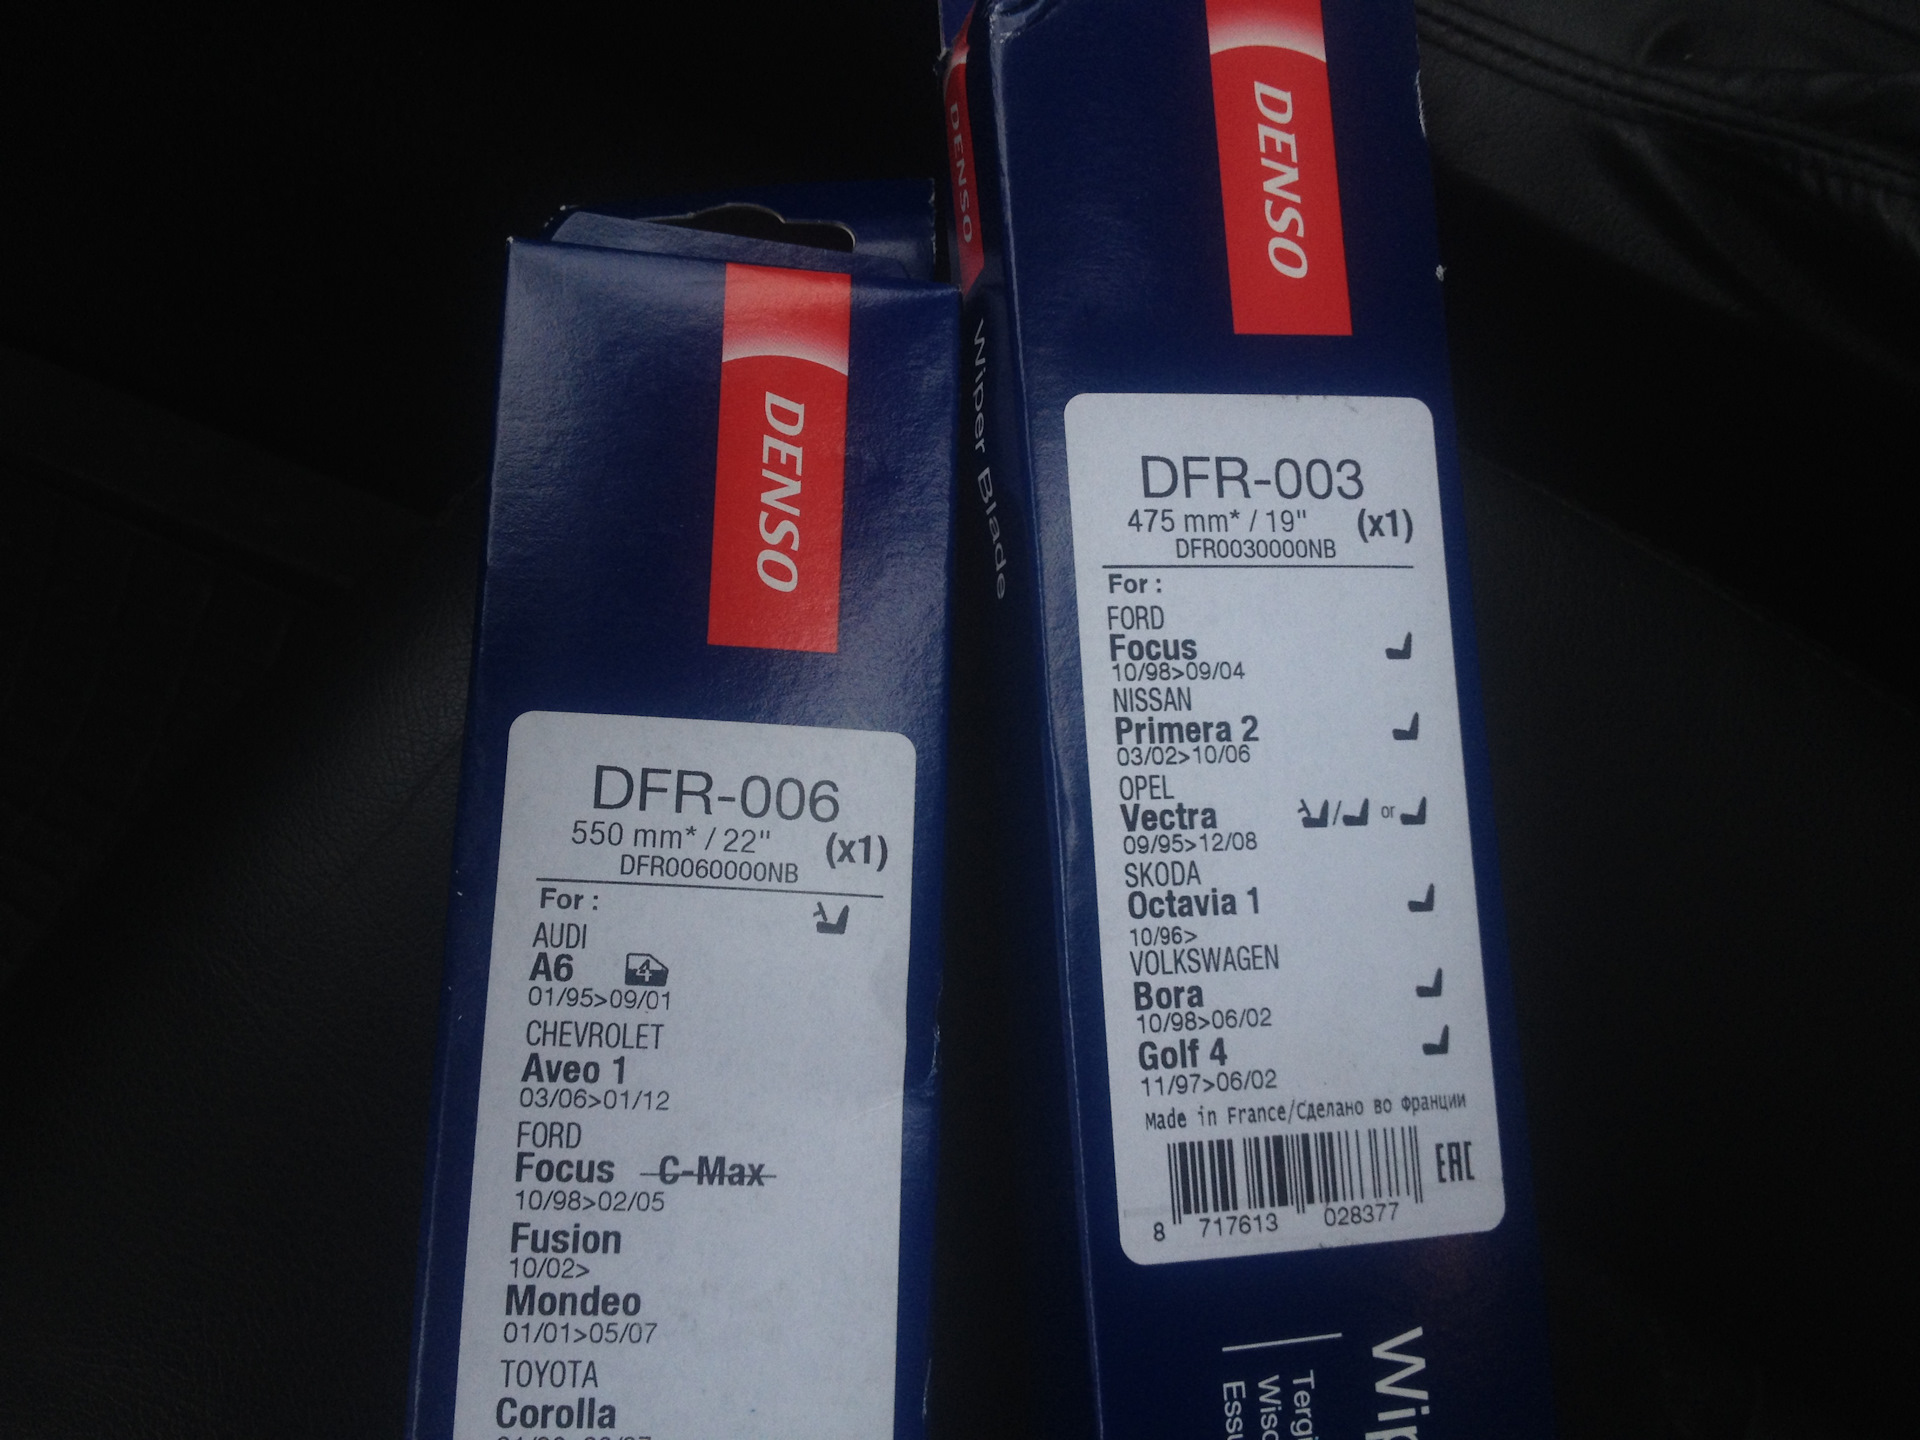 DENSO
DFR-006
550 mm* / 22" (x1)
DFR0060000NB
For :
AUDI
A6 4
01/95>09/01
CHEVROLET
Aveo 1
03/06>01/12
FORD
Focus C-Max
10/98>02/05
Fusion
10/02>
Mondeo
01/01>05/07
TOYOTA
Corolla
DENSO
Wiper Blade
DENSO
DFR-003
475 mm* / 19" (x1)
DFR0030000NB
For :
FORD
Focus
10/98>09/04
NISSAN
Primera 2
03/02>10/06
OPEL
Vectra / or
09/95>12/08
SKODA
Octavia 1
10/96>
VOLKSWAGEN
Bora
10/98>06/02
Golf 4
11/97>06/02
Made in France/Сделано во Франции
EAC
8 717613 028377
Wip
Tergi
Wisc
Essu